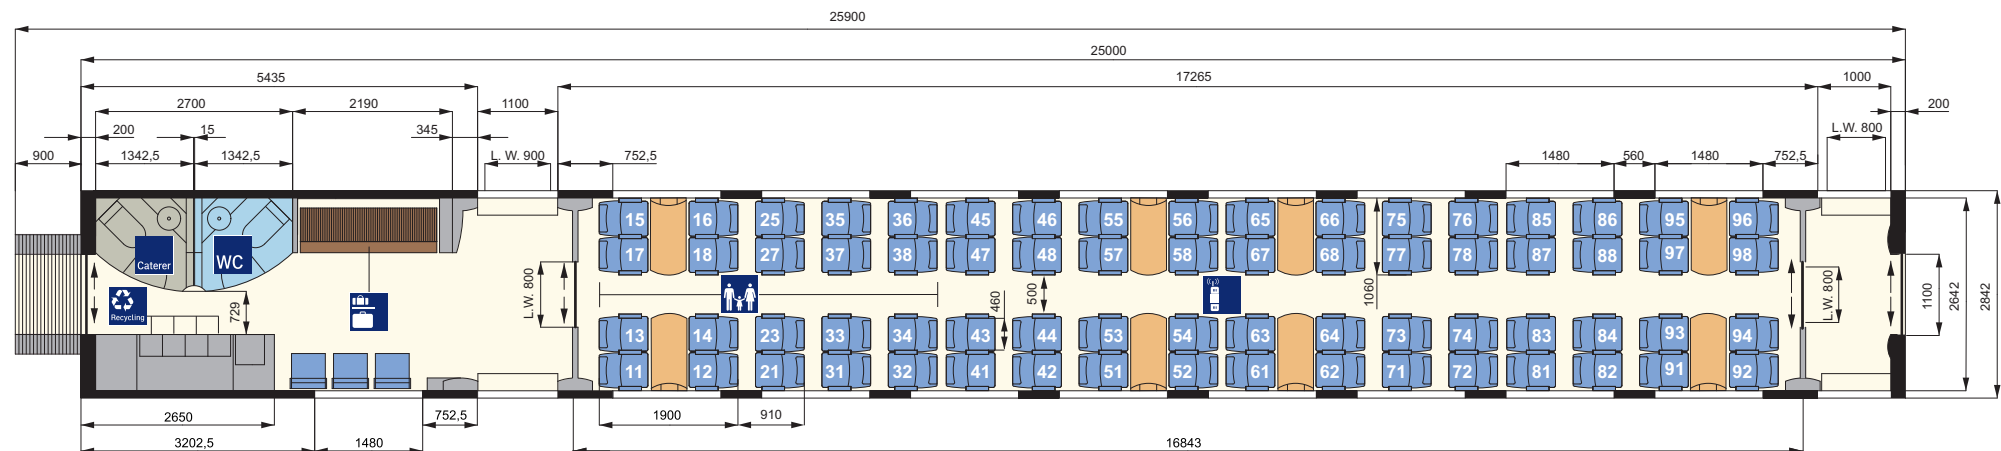 25900
25000
5435 17265 1000
2700 2190 1100 200
200 15 345 L.W. 800
900 1342,5 1342,5 L. W. 900 752,5 1480 560 1480 752,5
15 16 25 35 36 45 46 55 56 65 66 75 76 85 86 95 96
17 18 27 37 38 47 48 57 58 67 68 77 78 87 88 97 98
Caterer WC
Recycling 729 L.W. 800 460 500 1060 L.W. 800 1100 2642 2842
13 14 23 33 34 43 44 53 54 63 64 73 74 83 84 93 94
11 12 21 31 32 41 42 51 52 61 62 71 72 81 82 91 92
2650 752,5 1900 910
3202,5 1480 16843